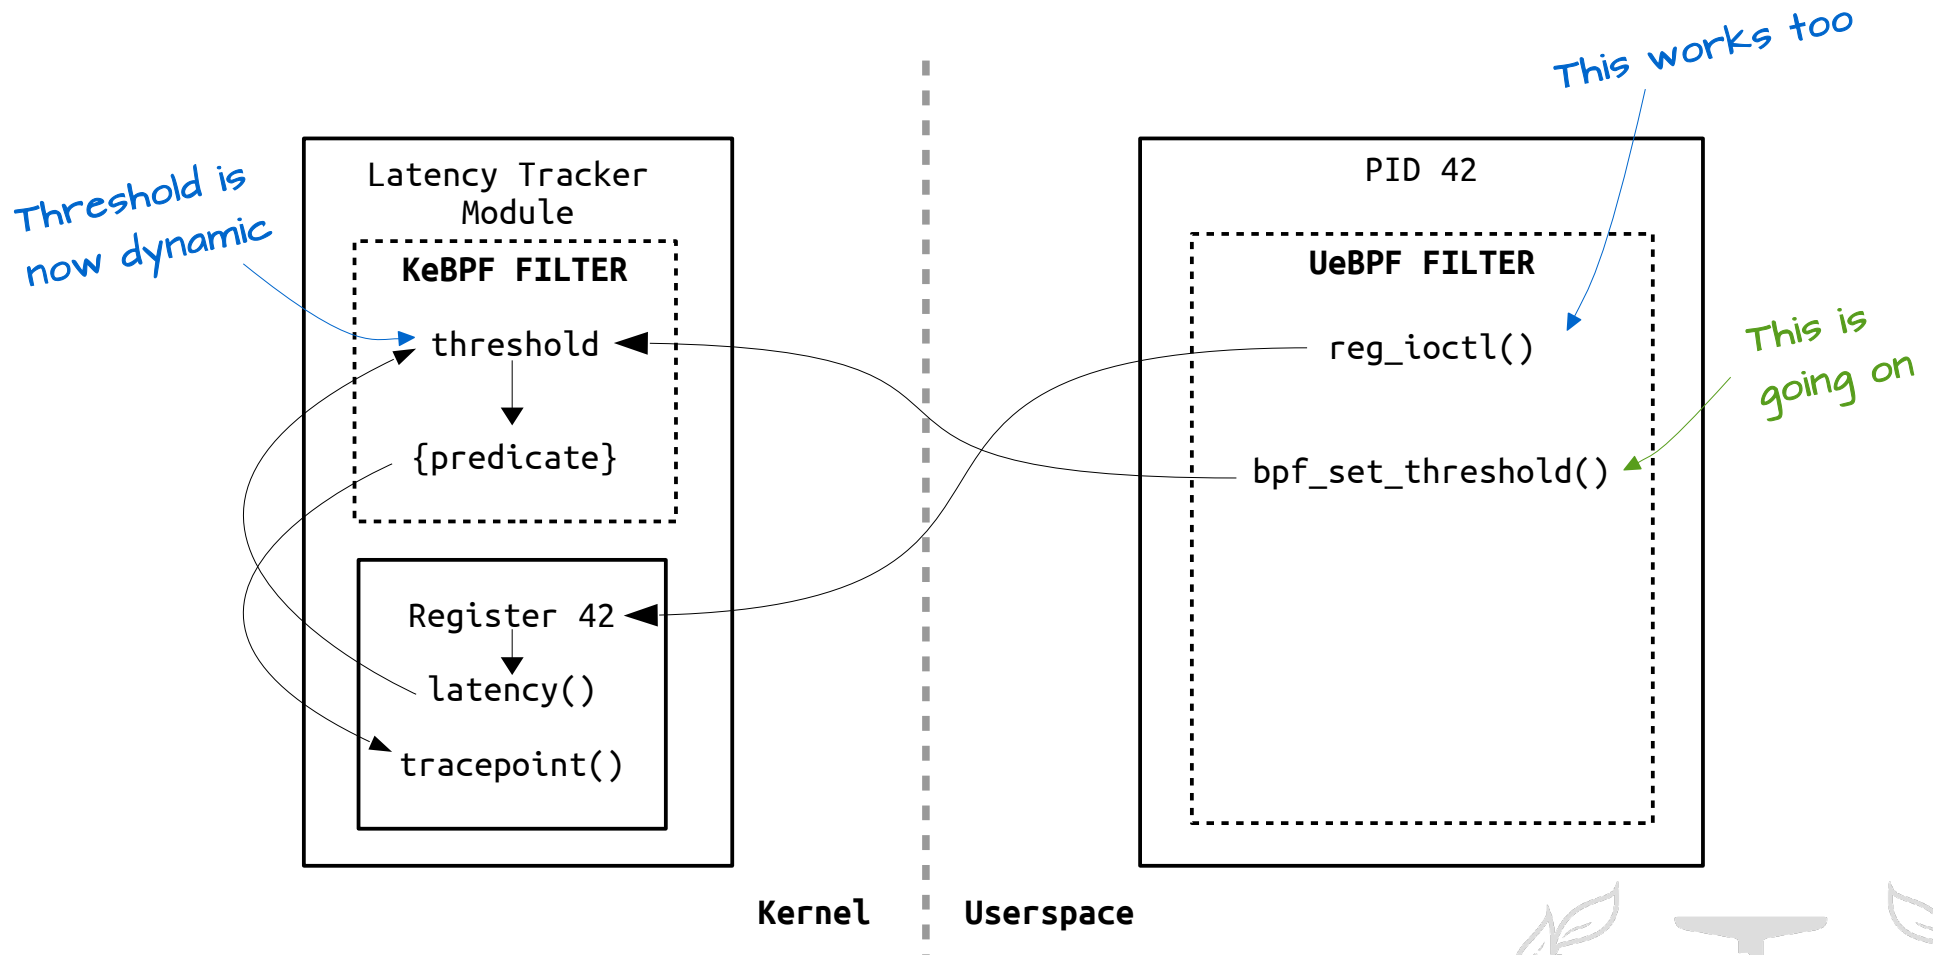 This works too
Threshold is
now dynamic
Latency Tracker
Module
KeBPF FILTER
threshold
{predicate}
Register 42
latency()
tracepoint()
PID 42
UeBPF FILTER
reg_ioctl()
bpf_set_threshold()
This is
going on
Kernel
Userspace